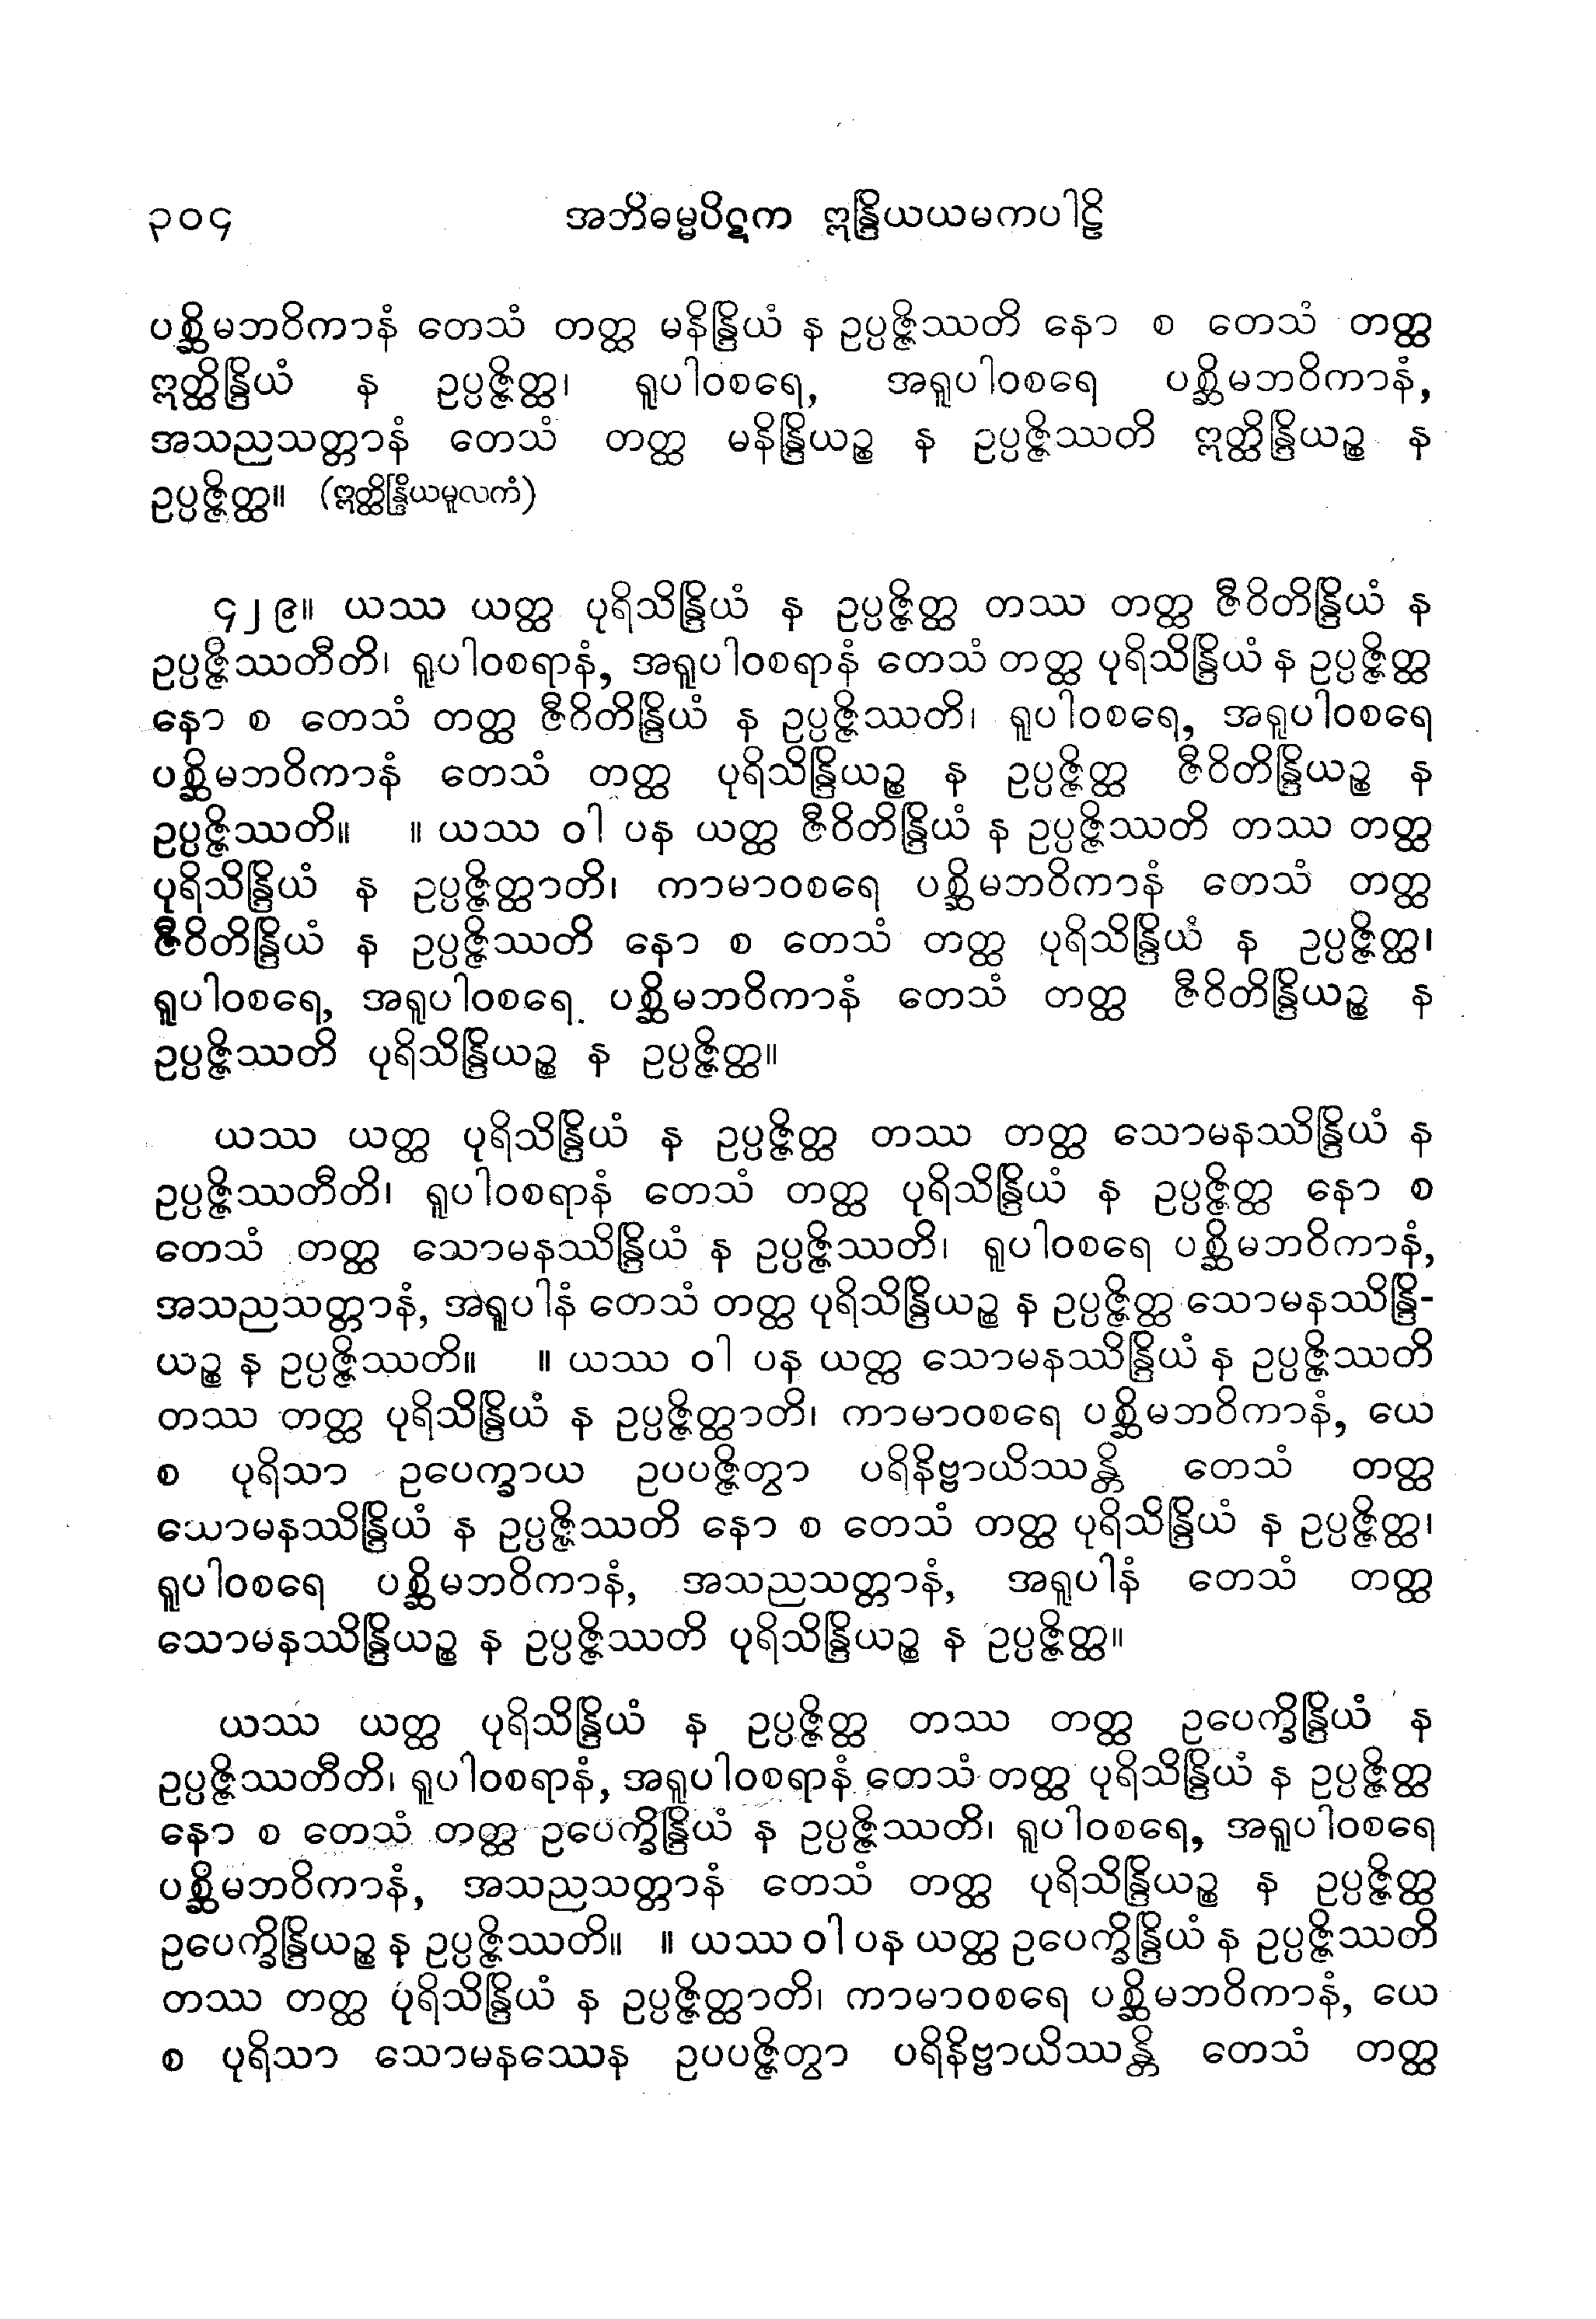 ၃၀၄ အဘိဓမ္မပိဋက ဣန္ဒြိယယမကပါဠိ
ပစ္ဆိမဘဝိကာနံ တေသံ တတ္ထ မနိန္ဒြိယံ န ဥပ္ပဇ္ဇိဿတိ နော စ တေသံ တတ္ထ
ဣတ္ထိန္ဒြိယံ န ဥပ္ပဇ္ဇိတ္ထ၊ ရူပါဝစရေ, အရူပါဝစရေ ပစ္ဆိမဘဝိကာနံ,
အသညသတ္တာနံ တေသံ တတ္ထ မနိန္ဒြိယဉ္စ န ဥပ္ပဇ္ဇိဿတိ ဣတ္ထိန္ဒြိယဉ္စ န
ဥပ္ပဇ္ဇိတ္ထ။ (ဣတ္ထိန္ဒြိယမူလကံ)
၄၂၉။ ယဿ ယတ္ထ ပုရိသိန္ဒြိယံ န ဥပ္ပဇ္ဇိတ္ထ တဿ တတ္ထ ဇီဝိတိန္ဒြိယံ န
ဥပ္ပဇ္ဇိဿတီတိ၊ ရူပါဝစရာနံ, အရူပါဝစရာနံ တေသံ တတ္ထ ပုရိသိန္ဒြိယံ န ဥပ္ပဇ္ဇိတ္ထ
နော စ တေသံ တတ္ထ ဇီဝိတိန္ဒြိယံ န ဥပ္ပဇ္ဇိဿတိ၊ ရူပါဝစရေ, အရူပါဝစရေ
ပစ္ဆိမဘဝိကာနံ တေသံ တတ္ထ ပုရိသိန္ဒြိယဉ္စ န ဥပ္ပဇ္ဇိတ္ထ ဇီဝိတိန္ဒြိယဉ္စ န
ဥပ္ပဇ္ဇိဿတိ။ ။ ယဿ ဝါ ပန ယတ္ထ ဇီဝိတိန္ဒြိယံ န ဥပ္ပဇ္ဇိဿတိ တဿ တတ္ထ
ပုရိသိန္ဒြိယံ န ဥပ္ပဇ္ဇိတ္ထာတိ၊ ကာမာဝစရေ ပစ္ဆိမဘဝိကာနံ တေသံ တတ္ထ
ဇီဝိတိန္ဒြိယံ န ဥပ္ပဇ္ဇိဿတိ နော စ တေသံ တတ္ထ ပုရိသိန္ဒြိယံ န ဥပ္ပဇ္ဇိတ္ထ၊
ရူပါဝစရေ, အရူပါဝစရေ ပစ္ဆိမဘဝိကာနံ တေသံ တတ္ထ ဇီဝိတိန္ဒြိယဉ္စ န
ဥပ္ပဇ္ဇိဿတိ ပုရိသိန္ဒြိယဉ္စ န ဥပ္ပဇ္ဇိတ္ထ။
ယဿ ယတ္ထ ပုရိသိန္ဒြိယံ န ဥပ္ပဇ္ဇိတ္ထ တဿ တတ္ထ သောမနဿိန္ဒြိယံ န
ဥပ္ပဇ္ဇိဿတီတိ၊ ရူပါဝစရာနံ တေသံ တတ္ထ ပုရိသိန္ဒြိယံ န ဥပ္ပဇ္ဇိတ္ထ နော စ
တေသံ တတ္ထ သောမနဿိန္ဒြိယံ န ဥပ္ပဇ္ဇိဿတိ၊ ရူပါဝစရေ ပစ္ဆိမဘဝိကာနံ,
အသညသတ္တာနံ, အရူပါနံ တေသံ တတ္ထ ပုရိသိန္ဒြိယဉ္စ န ဥပ္ပဇ္ဇိတ္ထ သောမနဿိန္ဒြိ-
ယဉ္စ န ဥပ္ပဇ္ဇိဿတိ။ ။ ယဿ ဝါ ပန ယတ္ထ သောမနဿိန္ဒြိယံ န ဥပ္ပဇ္ဇိဿတိ
တဿ တတ္ထ ပုရိသိန္ဒြိယံ န ဥပ္ပဇ္ဇိတ္ထာတိ၊ ကာမာဝစရေ ပစ္ဆိမဘဝိကာနံ, ယေ
စ ပုရိသာ ဥပေက္ခာယ ဥပပဇ္ဇိတွာ ပရိနိဗ္ဗာယိဿန္တိ တေသံ တတ္ထ
သောမနဿိန္ဒြိယံ န ဥပ္ပဇ္ဇိဿတိ နော စ တေသံ တတ္ထ ပုရိသိန္ဒြိယံ န ဥပ္ပဇ္ဇိတ္ထ၊
ရူပါဝစရေ ပစ္ဆိမဘဝိကာနံ, အသညသတ္တာနံ, အရူပါနံ တေသံ တတ္ထ
သောမနဿိန္ဒြိယဉ္စ န ဥပ္ပဇ္ဇိဿတိ ပုရိသိန္ဒြိယဉ္စ န ဥပ္ပဇ္ဇိတ္ထ။
ယဿ ယတ္ထ ပုရိသိန္ဒြိယံ န ဥပ္ပဇ္ဇိတ္ထ တဿ တတ္ထ ဥပေက္ခိန္ဒြိယံ န
ဥပ္ပဇ္ဇိဿတီတိ၊ ရူပါဝစရာနံ, အရူပါဝစရာနံ တေသံ တတ္ထ ပုရိသိန္ဒြိယံ န ဥပ္ပဇ္ဇိတ္ထ
နော စ တေသံ တတ္ထ ဥပေက္ခိန္ဒြိယံ န ဥပ္ပဇ္ဇိဿတိ၊ ရူပါဝစရေ, အရူပါဝစရေ
ပစ္ဆိမဘဝိကာနံ, အသညသတ္တာနံ တေသံ တတ္ထ ပုရိသိန္ဒြိယဉ္စ န ဥပ္ပဇ္ဇိတ္ထ
ဥပေက္ခိန္ဒြိယဉ္စ န ဥပ္ပဇ္ဇိဿတိ။ ။ ယဿ ဝါ ပန ယတ္ထ ဥပေက္ခိန္ဒြိယံ န ဥပ္ပဇ္ဇိဿတိ
တဿ တတ္ထ ပုရိသိန္ဒြိယံ န ဥပ္ပဇ္ဇိတ္ထာတိ၊ ကာမာဝစရေ ပစ္ဆိမဘဝိကာနံ, ယေ
စ ပုရိသာ သောမနဿေန ဥပပဇ္ဇိတွာ ပရိနိဗ္ဗာယိဿန္တိ တေသံ တတ္ထ